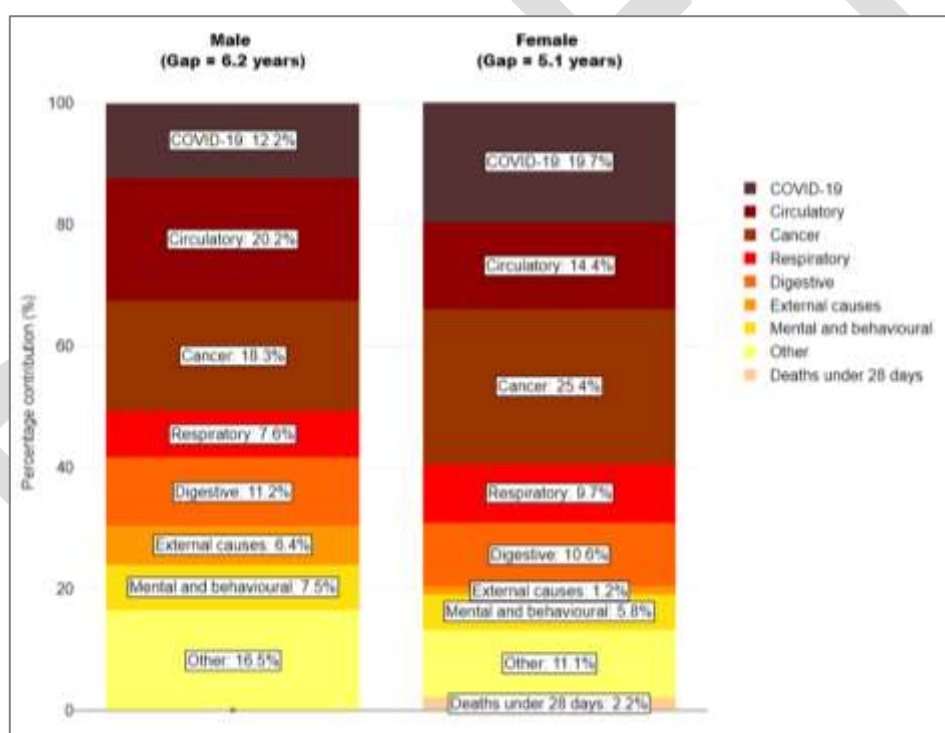 Male
(Gap = 6.2 years)
Female
(Gap = 5.1 years)
Percentage contribution (%)
100
80
60
40
20
0
COVID-19: 12.2%
Circulatory: 20.2%
Cancer: 18.3%
Respiratory: 7.6%
Digestive: 11.2%
External causes: 6.4%
Mental and behavioural: 7.5%
Other: 16.5%
COVID-19: 19.7%
Circulatory: 14.4%
Cancer: 25.4%
Respiratory: 9.7%
Digestive: 10.6%
External causes: 1.2%
Mental and behavioural: 5.8%
Other: 11.1%
Deaths under 28 days: 2.2%
COVID-19
Circulatory
Cancer
Respiratory
Digestive
External causes
Mental and behavioural
Other
Deaths under 28 days